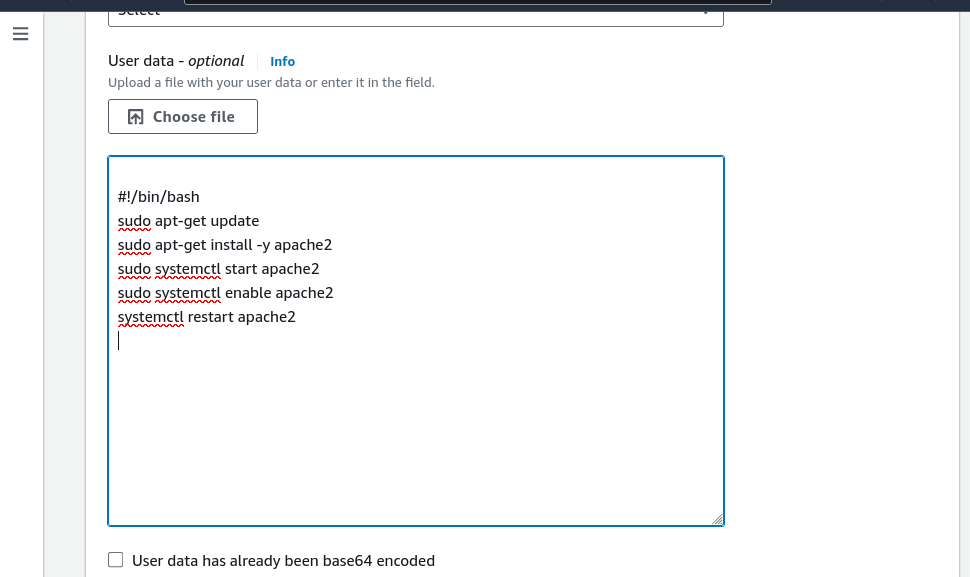 Select
User data - optional Info
Upload a file with your user data or enter it in the field.
Choose file
#!/bin/bash
sudo apt-get update
sudo apt-get install -y apache2
sudo systemctl start apache2
sudo systemctl enable apache2
systemctl restart apache2
User data has already been base64 encoded